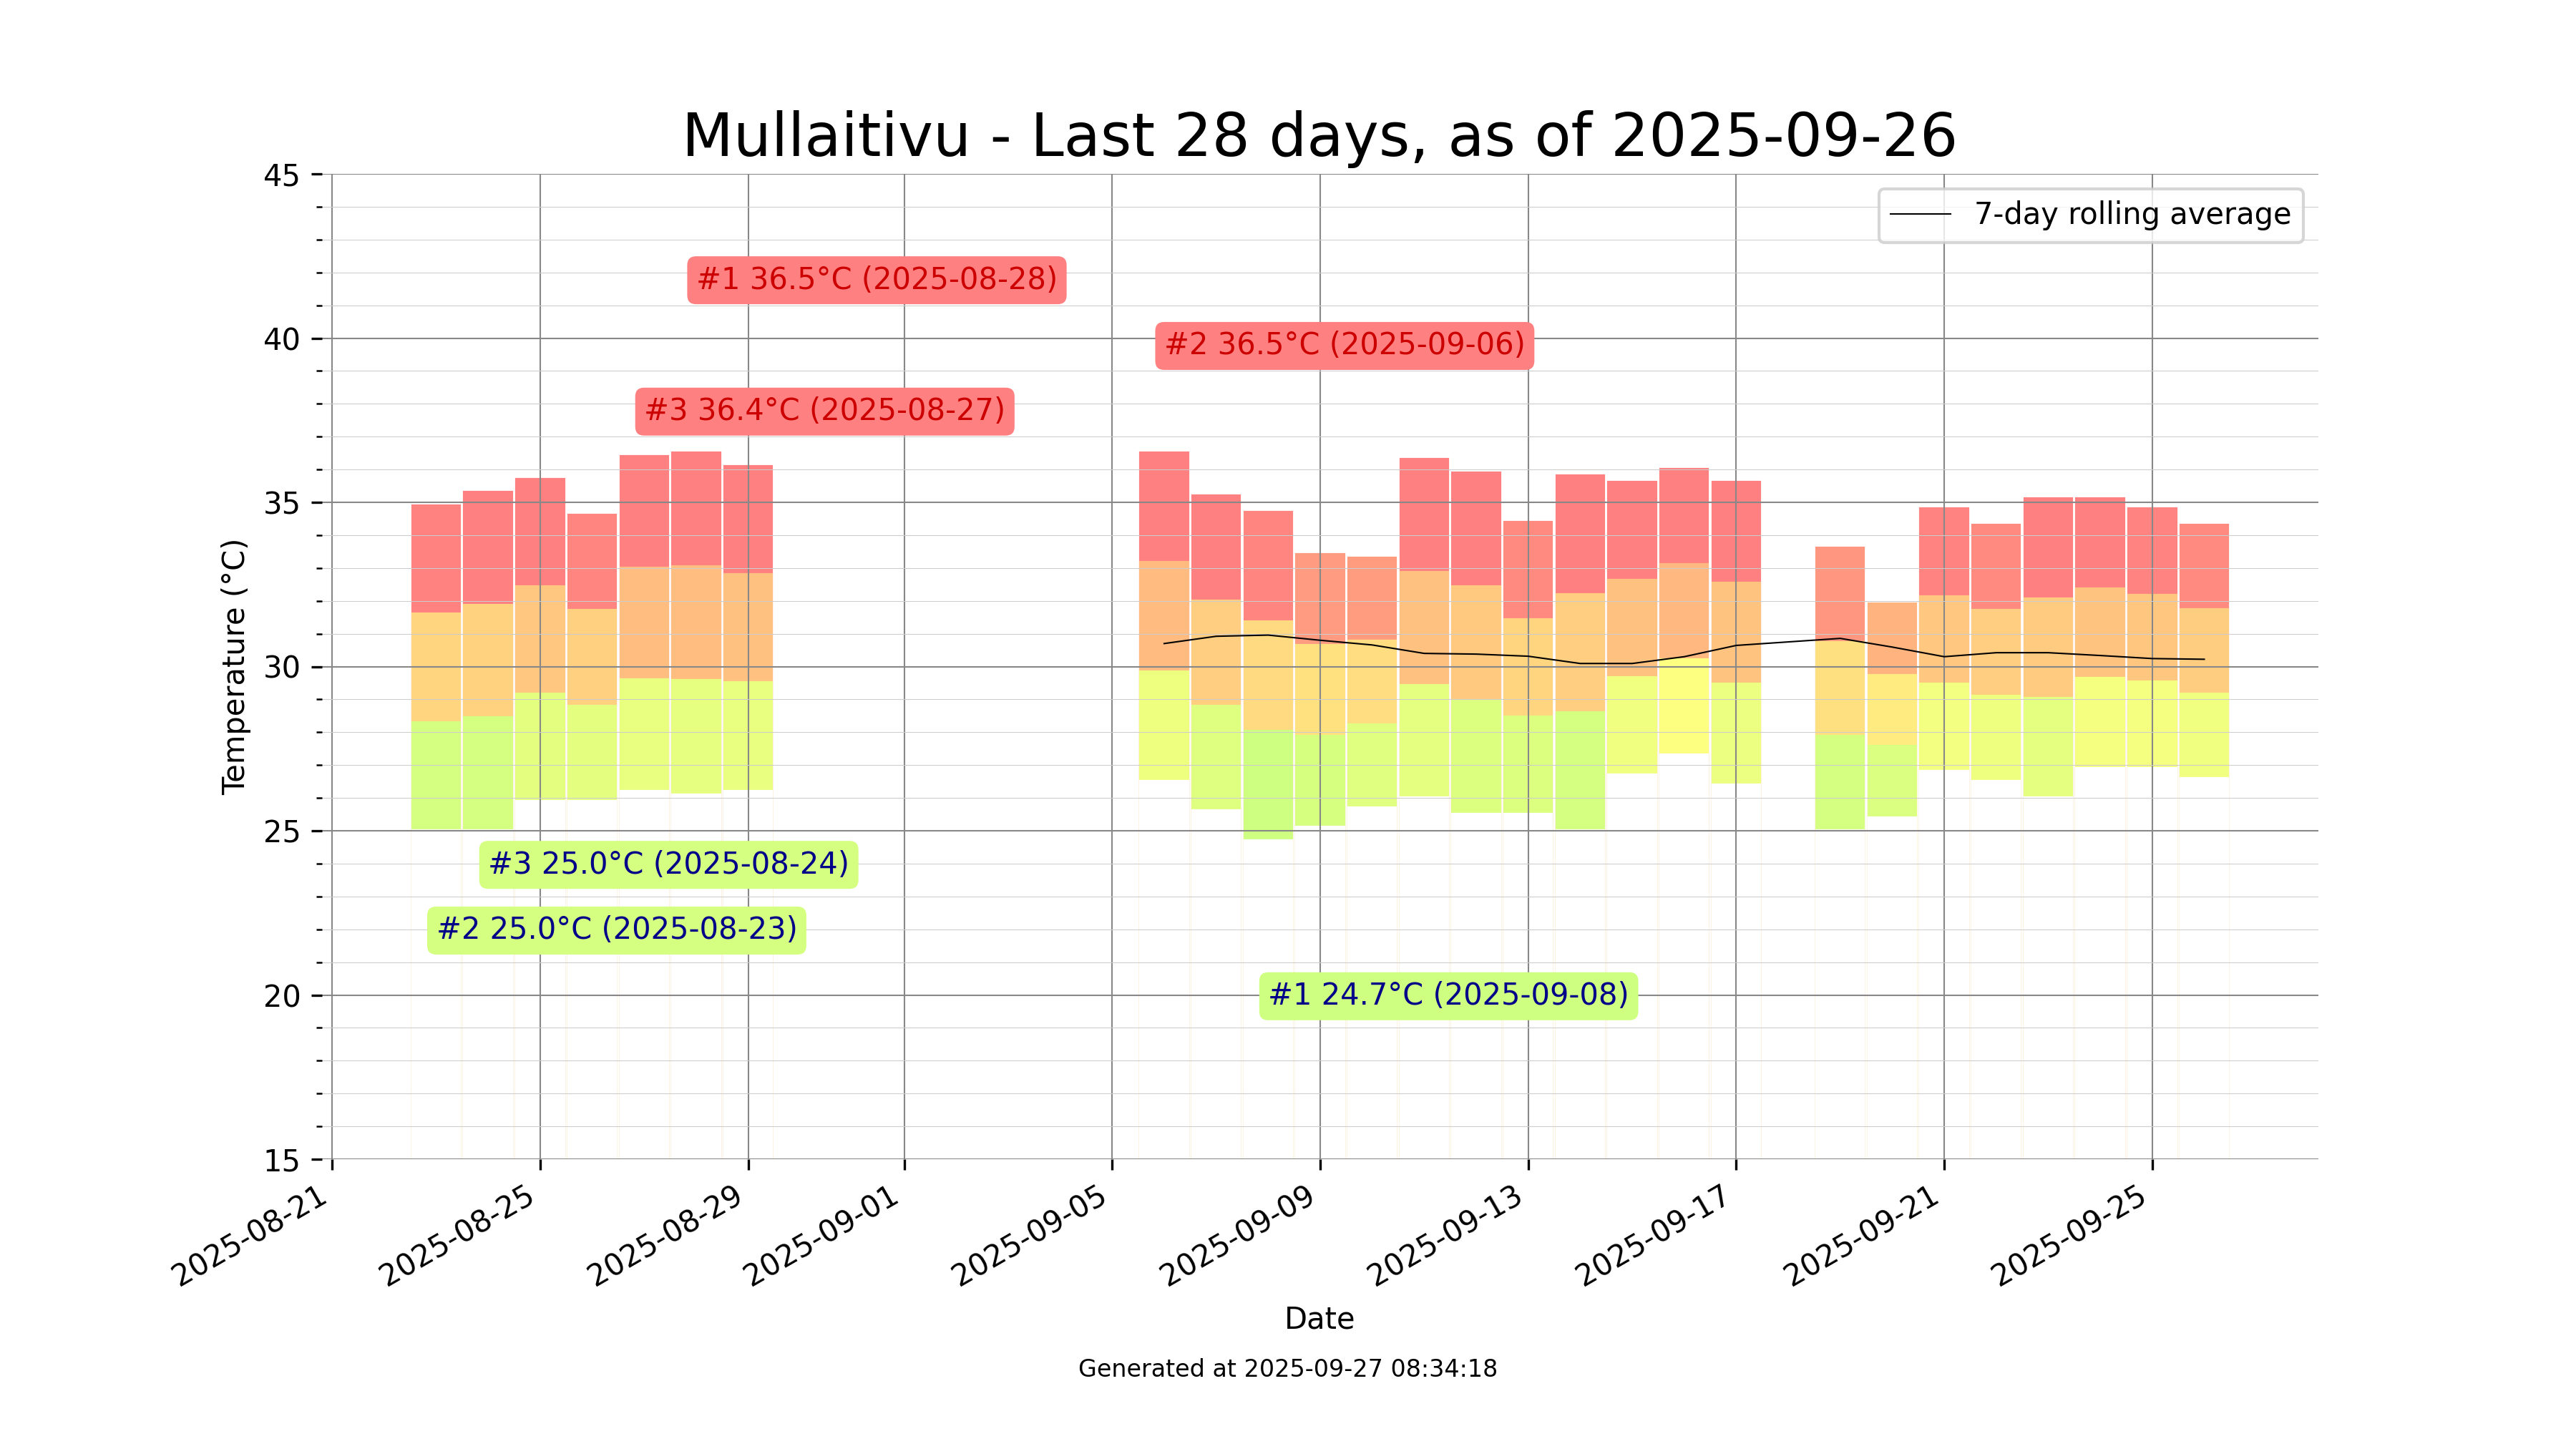 Mullaitivu - Last 28 days, as of 2025-09-26
45
7-day rolling average
#1 36.5°C (2025-08-28)
40
#2 36.5°C (2025-09-06)
#3 36.4°C (2025-08-27)
35
30
Temperature (°C)
25
#3 25.0°C (2025-08-24)
#2 25.0°C (2025-08-23)
20
#1 24.7°C (2025-09-08)
15
2025-08-21
2025-08-25
2025-08-29
2025-09-01
2025-09-05
2025-09-09
2025-09-13
2025-09-17
2025-09-21
2025-09-25
Date
Generated at 2025-09-27 08:34:18